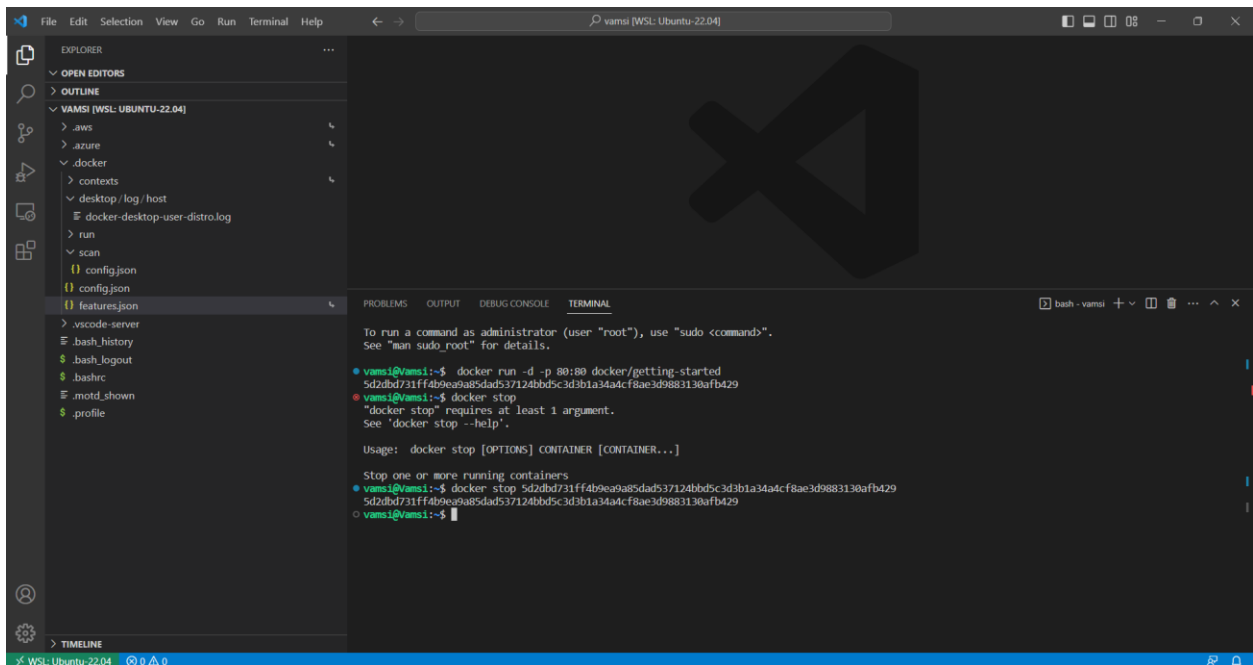 File Edit Selection View Go Run Terminal Help
vamsi [WSL: Ubuntu-22.04]
EXPLORER
OPEN EDITORS
OUTLINE
VAMSI [WSL: UBUNTU-22.04]
.aws
.azure
.docker
contexts
desktop / log / host
docker-desktop-user-distro.log
run
scan
{} config.json
{} config.json
{} features.json
.vscode-server
.bash_history
$ .bash_logout
$ .bashrc
.motd_shown
$ .profile
TIMELINE
PROBLEMS OUTPUT DEBUG CONSOLE TERMINAL
bash - vamsi
To run a command as administrator (user "root"), use "sudo <command>".
See "man sudo_root" for details.
vamsi@Vamsi:~$ docker run -d -p 80:80 docker/getting-started
5d2dbd731ff4b9ea9a85dad537124bbd5c3d3b1a34a4cf8ae3d9883130afb429
vamsi@Vamsi:~$ docker stop
"docker stop" requires at least 1 argument.
See 'docker stop --help'.
Usage: docker stop [OPTIONS] CONTAINER [CONTAINER...]
Stop one or more running containers
vamsi@Vamsi:~$ docker stop 5d2dbd731ff4b9ea9a85dad537124bbd5c3d3b1a34a4cf8ae3d9883130afb429
5d2dbd731ff4b9ea9a85dad537124bbd5c3d3b1a34a4cf8ae3d9883130afb429
vamsi@Vamsi:~$
WSL: Ubuntu-22.04 0 0